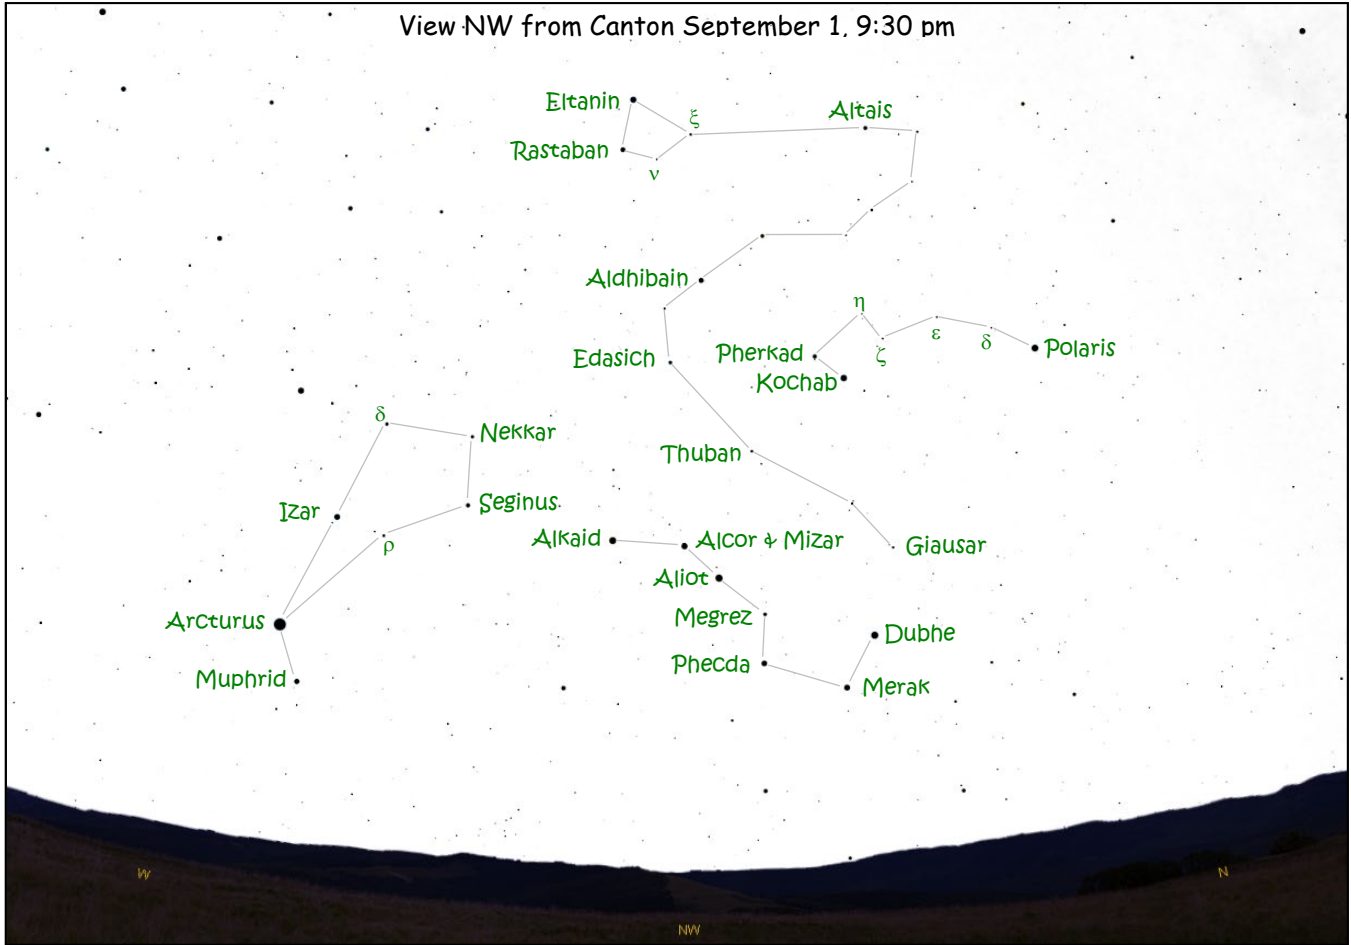 View NW from Canton September 1, 9:30 pm
Eltanin
ξ
Altais
Rastaban
ν
Aldhibain
η
Edasich
Pherkad
ζ
ε
δ
Polaris
Kochab
δ
Nekkar
Thuban
Izar
Seginus
ρ
Alkaid
Alcor & Mizar
Giausar
Aliot
Megrez
Arcturus
Dubhe
Phecda
Muphrid
Merak
W
N
NW